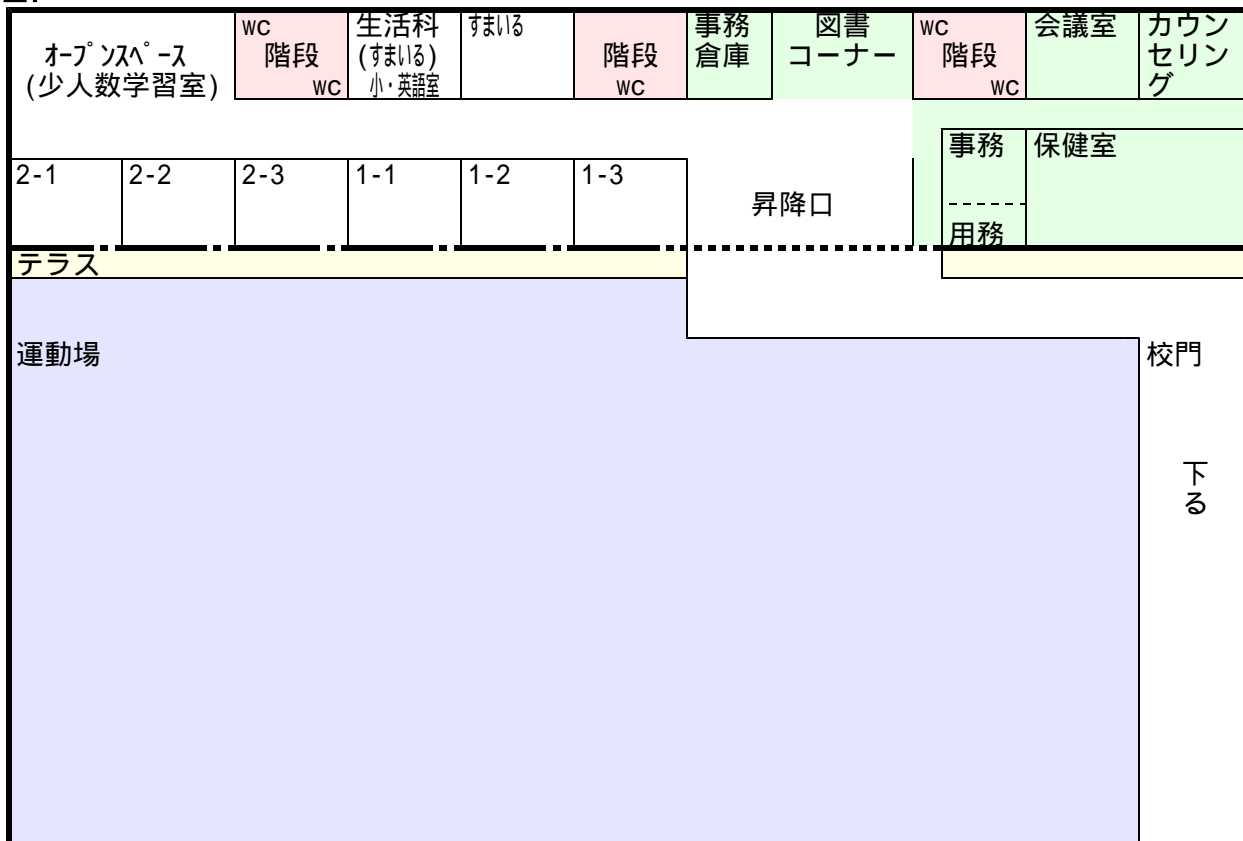 オープンスペース
(少人数学習室)
WC
階段
WC
生活科
(すまいる)
小・英語室
すまいる
階段
WC
事務
倉庫
図書
コーナー
WC
階段
WC
会議室
カウン
セリン
グ
事務
用務
保健室
2-1
2-2
2-3
1-1
1-2
1-3
昇降口
テラス
運動場
校門
下る